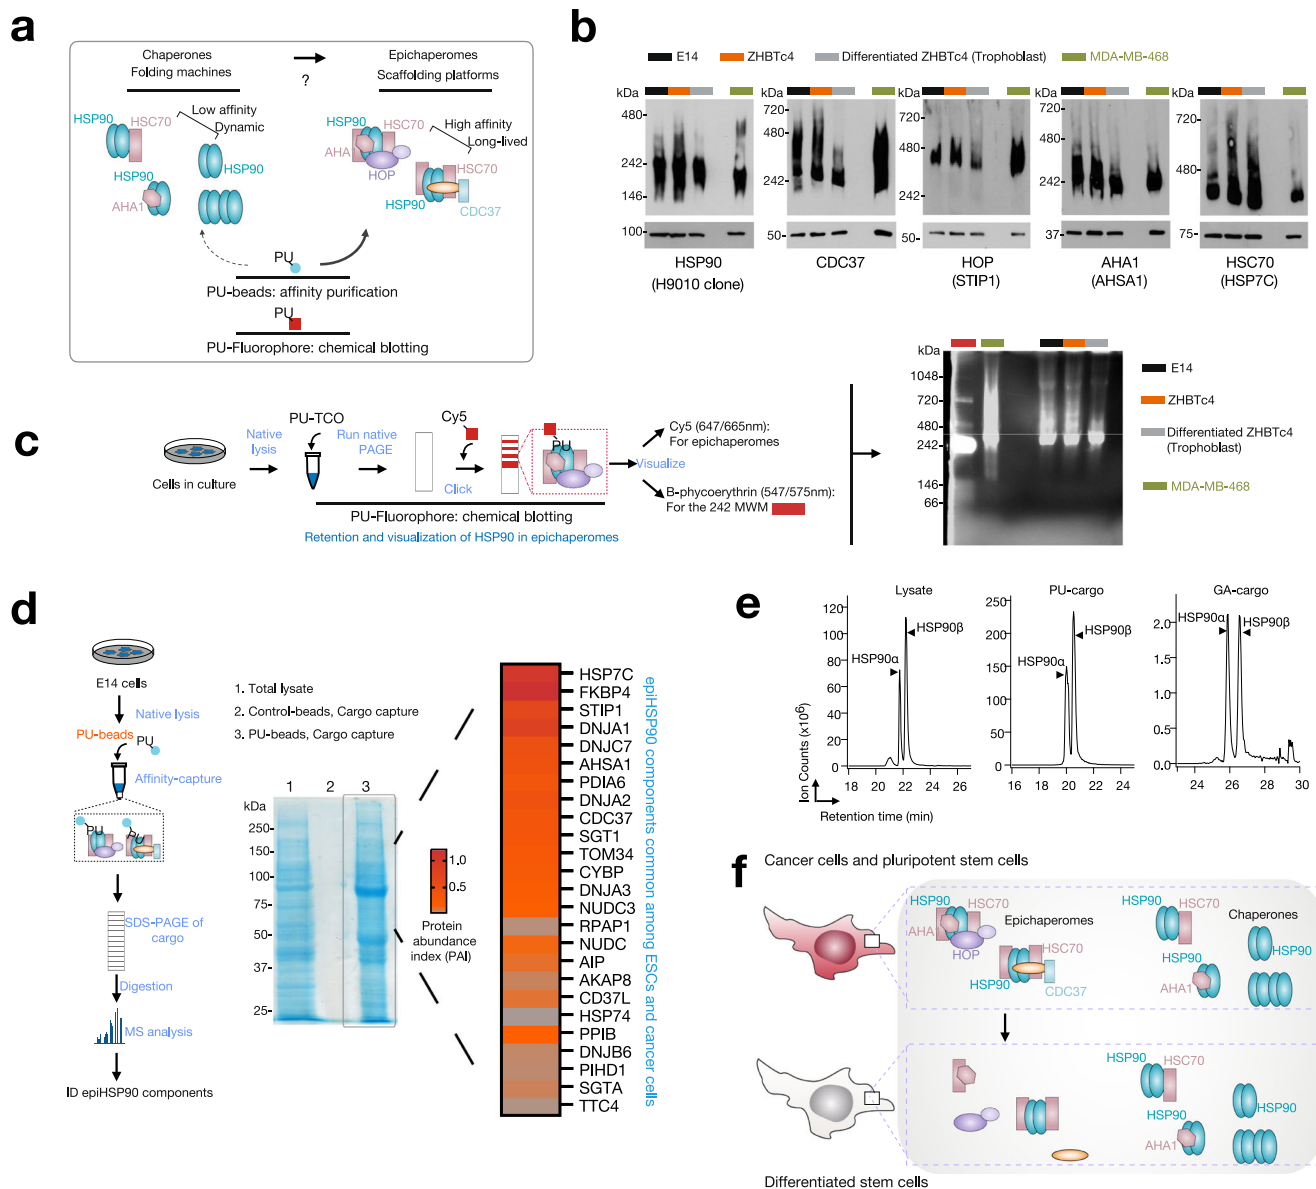 a
Chaperones
Folding machines
?
Epichaperomes
Scaffolding platforms
Low affinity
Dynamic
HSP90
HSC70
HSP90
HSP90
AHA1
HSP90
HSC70
AHA1
HOP
High affinity
Long-lived
HSC70
HSP90
CDC37
PU
PU-beads: affinity purification
PU
PU-Fluorophore: chemical blotting
b
E14
ZHBTc4
Differentiated ZHBTc4 (Trophoblast)
MDA-MB-468
kDa
480
242
146
100
HSP90
(H9010 clone)
kDa
720
480
242
50
CDC37
kDa
720
480
242
50
HOP
(STIP1)
kDa
720
480
242
37
AHA1
(AHSA1)
kDa
720
480
75
HSC70
(HSP7C)
c
Cells in culture
Native
lysis
PU-TCO
Run native
PAGE
Cy5
Click
PU
Visualize
Cy5 (647/665nm):
For epichaperomes
B-phycoerythrin (547/575nm):
For the 242 MWM
PU-Fluorophore: chemical blotting
Retention and visualization of HSP90 in epichaperomes
kDa
1048
720
480
242
146
66
E14
ZHBTc4
Differentiated ZHBTc4
(Trophoblast)
MDA-MB-468
d
E14 cells
Native lysis
PU-beads
PU
Affinity-capture
PU
PU
SDS-PAGE of
cargo
Digestion
MS analysis
ID epiHSP90 components
1. Total lysate
2. Control-beads, Cargo capture
3. PU-beads, Cargo capture
1 2 3
kDa
250
150
100
75
50
37
25
1.0
0.5
Protein
abundance
index (PAI)
HSP7C
FKBP4
STIP1
DNJA1
DNJC7
AHSA1
PDIA6
DNJA2
CDC37
SGT1
TOM34
CYBP
DNJA3
NUDC3
RPAP1
NUDC
AIP
AKAP8
CD37L
HSP74
PPIB
DNJB6
PIHD1
SGTA
TTC4
epiHSP90 components common among ESCs and cancer cells
e
Lysate
120
100
80
60
40
20
0
18 20 22 24 26
HSP90α
HSP90β
Ion Counts (x10⁶)
Retention time (min)
PU-cargo
250
200
150
100
50
0
16 18 20 22 24
HSP90α
HSP90β
GA-cargo
2.0
1.5
1.0
0.5
0.0
24 26 28 30
HSP90α
HSP90β
f
Cancer cells and pluripotent stem cells
HSP90
HSC70
AHA1
HOP
Epichaperomes
HSC70
HSP90
CDC37
HSP90
HSC70
Chaperones
HSP90
HSP90
AHA1
HSP90
HSC70
HSP90
HSP90
AHA1
Differentiated stem cells